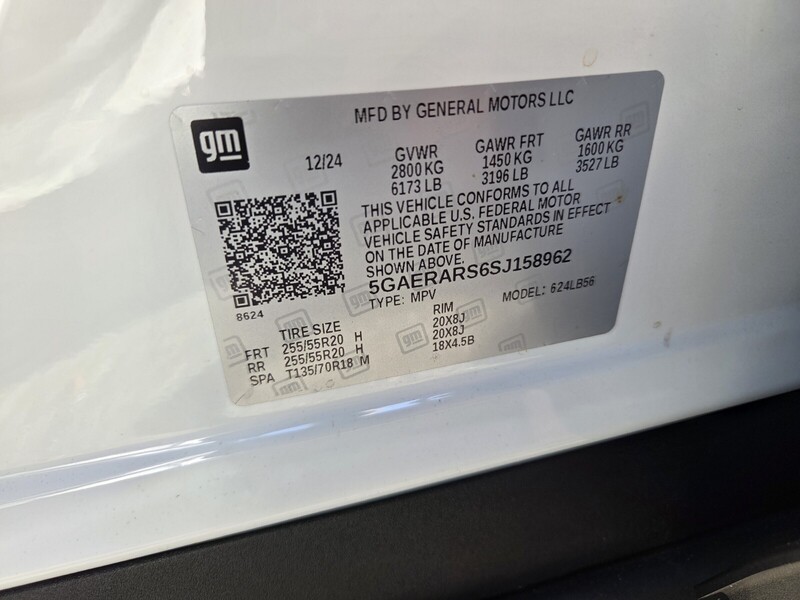 MFD BY GENERAL MOTORS LLC
gm
12/24
GVWR
2800 KG
6173 LB
GAWR FRT
1450 KG
3196 LB
GAWR RR
1600 KG
3527 LB
THIS VEHICLE CONFORMS TO ALL
APPLICABLE U.S. FEDERAL MOTOR
VEHICLE SAFETY STANDARDS IN EFFECT
ON THE DATE OF MANUFACTURE
SHOWN ABOVE.
5GAERARS6SJ158962
TYPE: MPV
MODEL: 624LB56
8624
TIRE SIZE
RIM
FRT 255/55R20 H 20X8J
RR 255/55R20 H 20X8J
SPA T135/70R18 M 18X4.5B